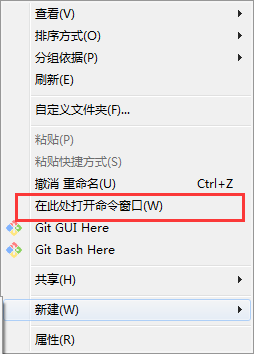 查看(V)
排序方式(O)
分组依据(P)
刷新(E)
自定义文件夹(F)...
粘贴(P)
粘贴快捷方式(S)
撤消 重命名(U) Ctrl+Z
在此处打开命令窗口(W)
Git GUI Here
Git Bash Here
共享(H)
新建(W)
属性(R)